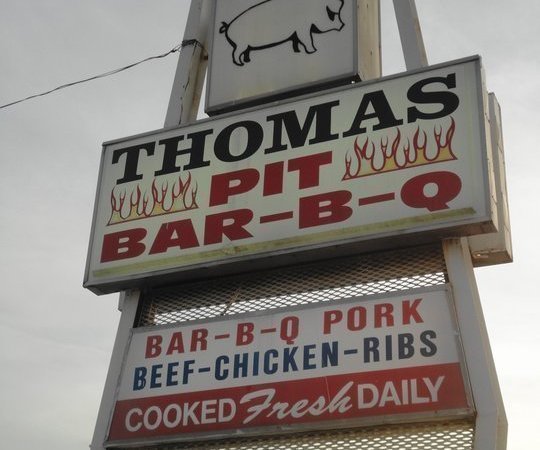 THOMAS
PIT
BAR-B-Q
BAR-B-Q PORK
BEEF-CHICKEN-RIBS
COOKED Fresh DAILY